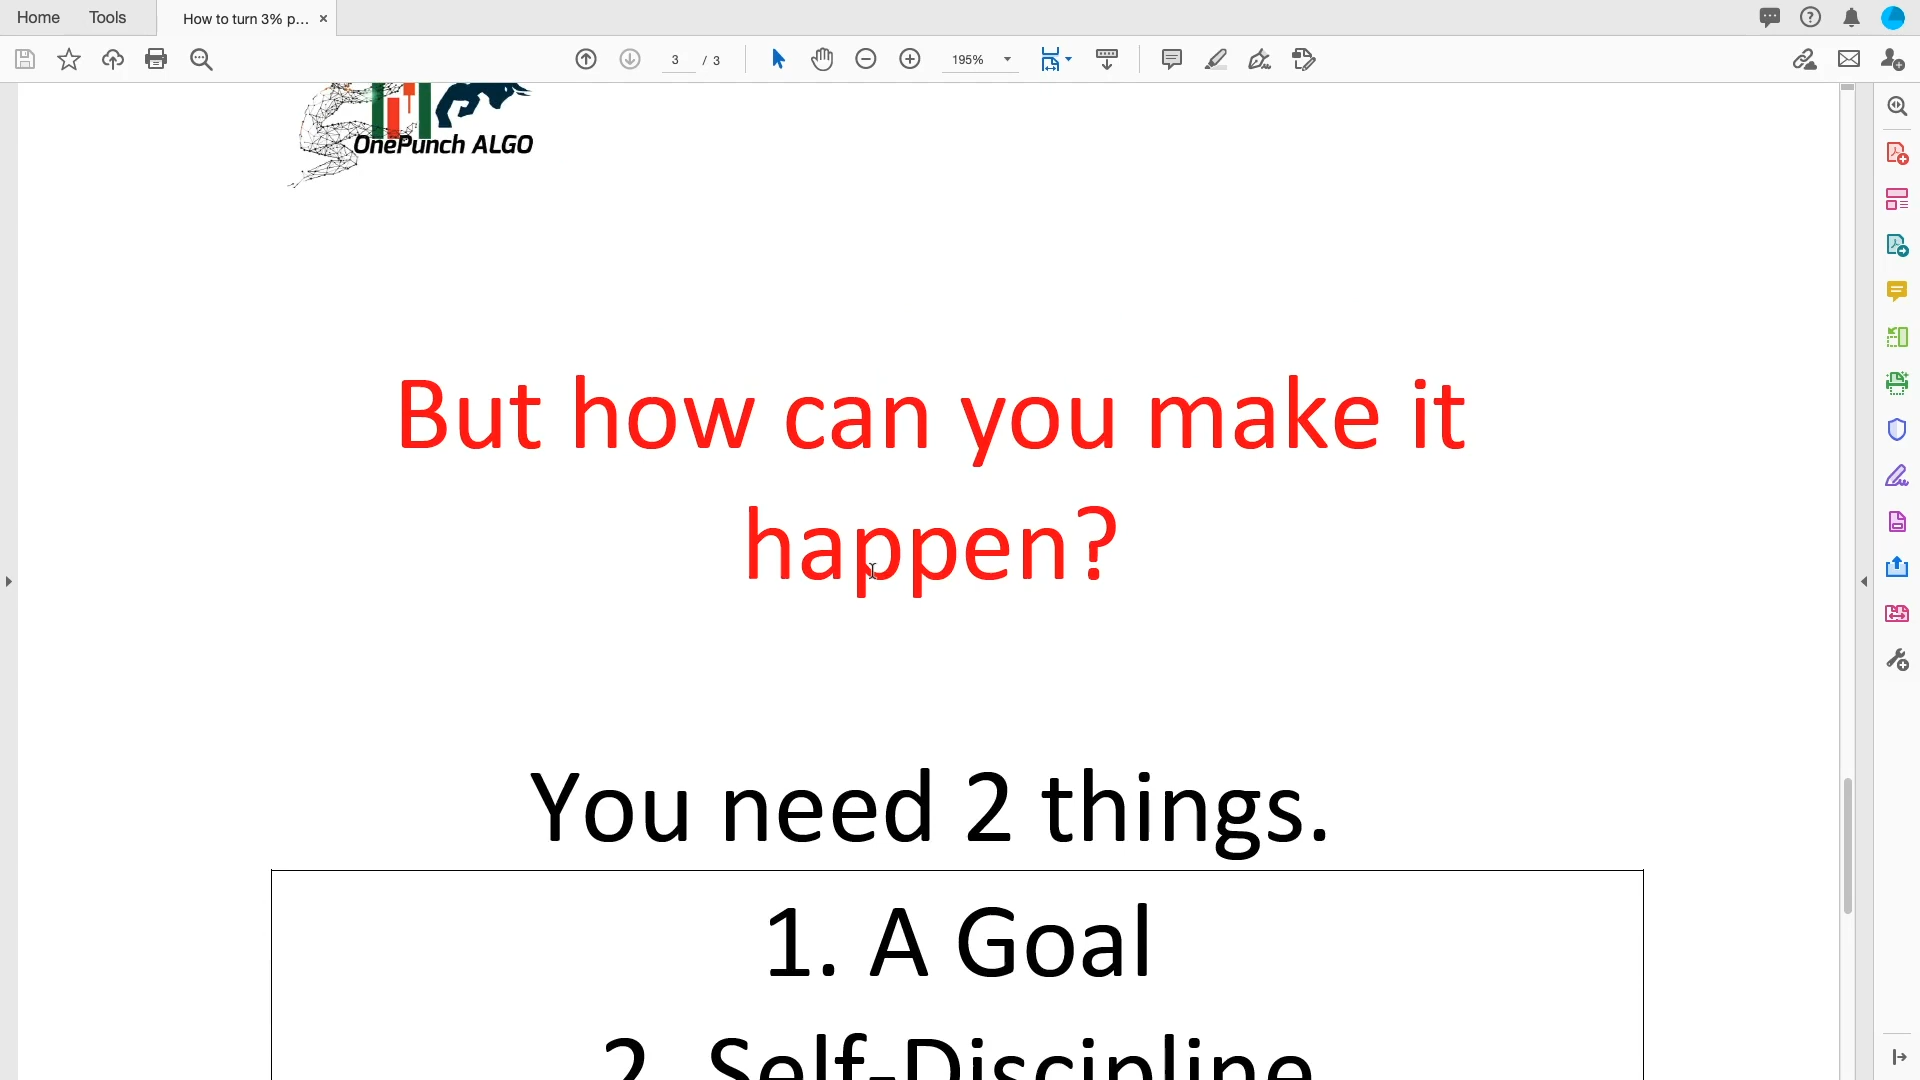 Home Tools How to turn 3% p... ×
3 / 3 195%
OnePunch ALGO
But how can you make it
happen?
You need 2 things.
1. A Goal
2. Self-Discipline